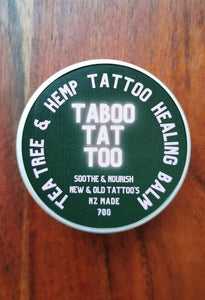 TEA TREE & HEMP TATTOO HEALING BALM
TABOO
TAT
TOO
SOOTHE & NOURISH
NEW & OLD TATTOO'S
NZ MADE
70G